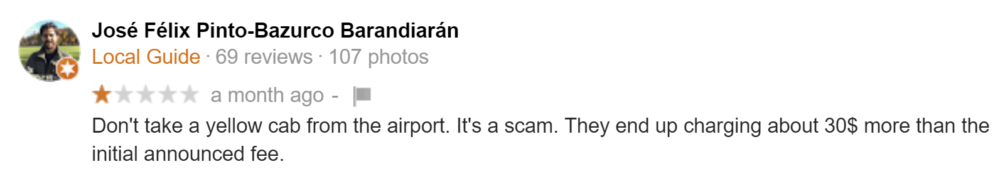 José Félix Pinto-Bazurco Barandiarán
Local Guide · 69 reviews · 107 photos
a month ago -
Don't take a yellow cab from the airport. It's a scam. They end up charging about 30$ more than the
initial announced fee.